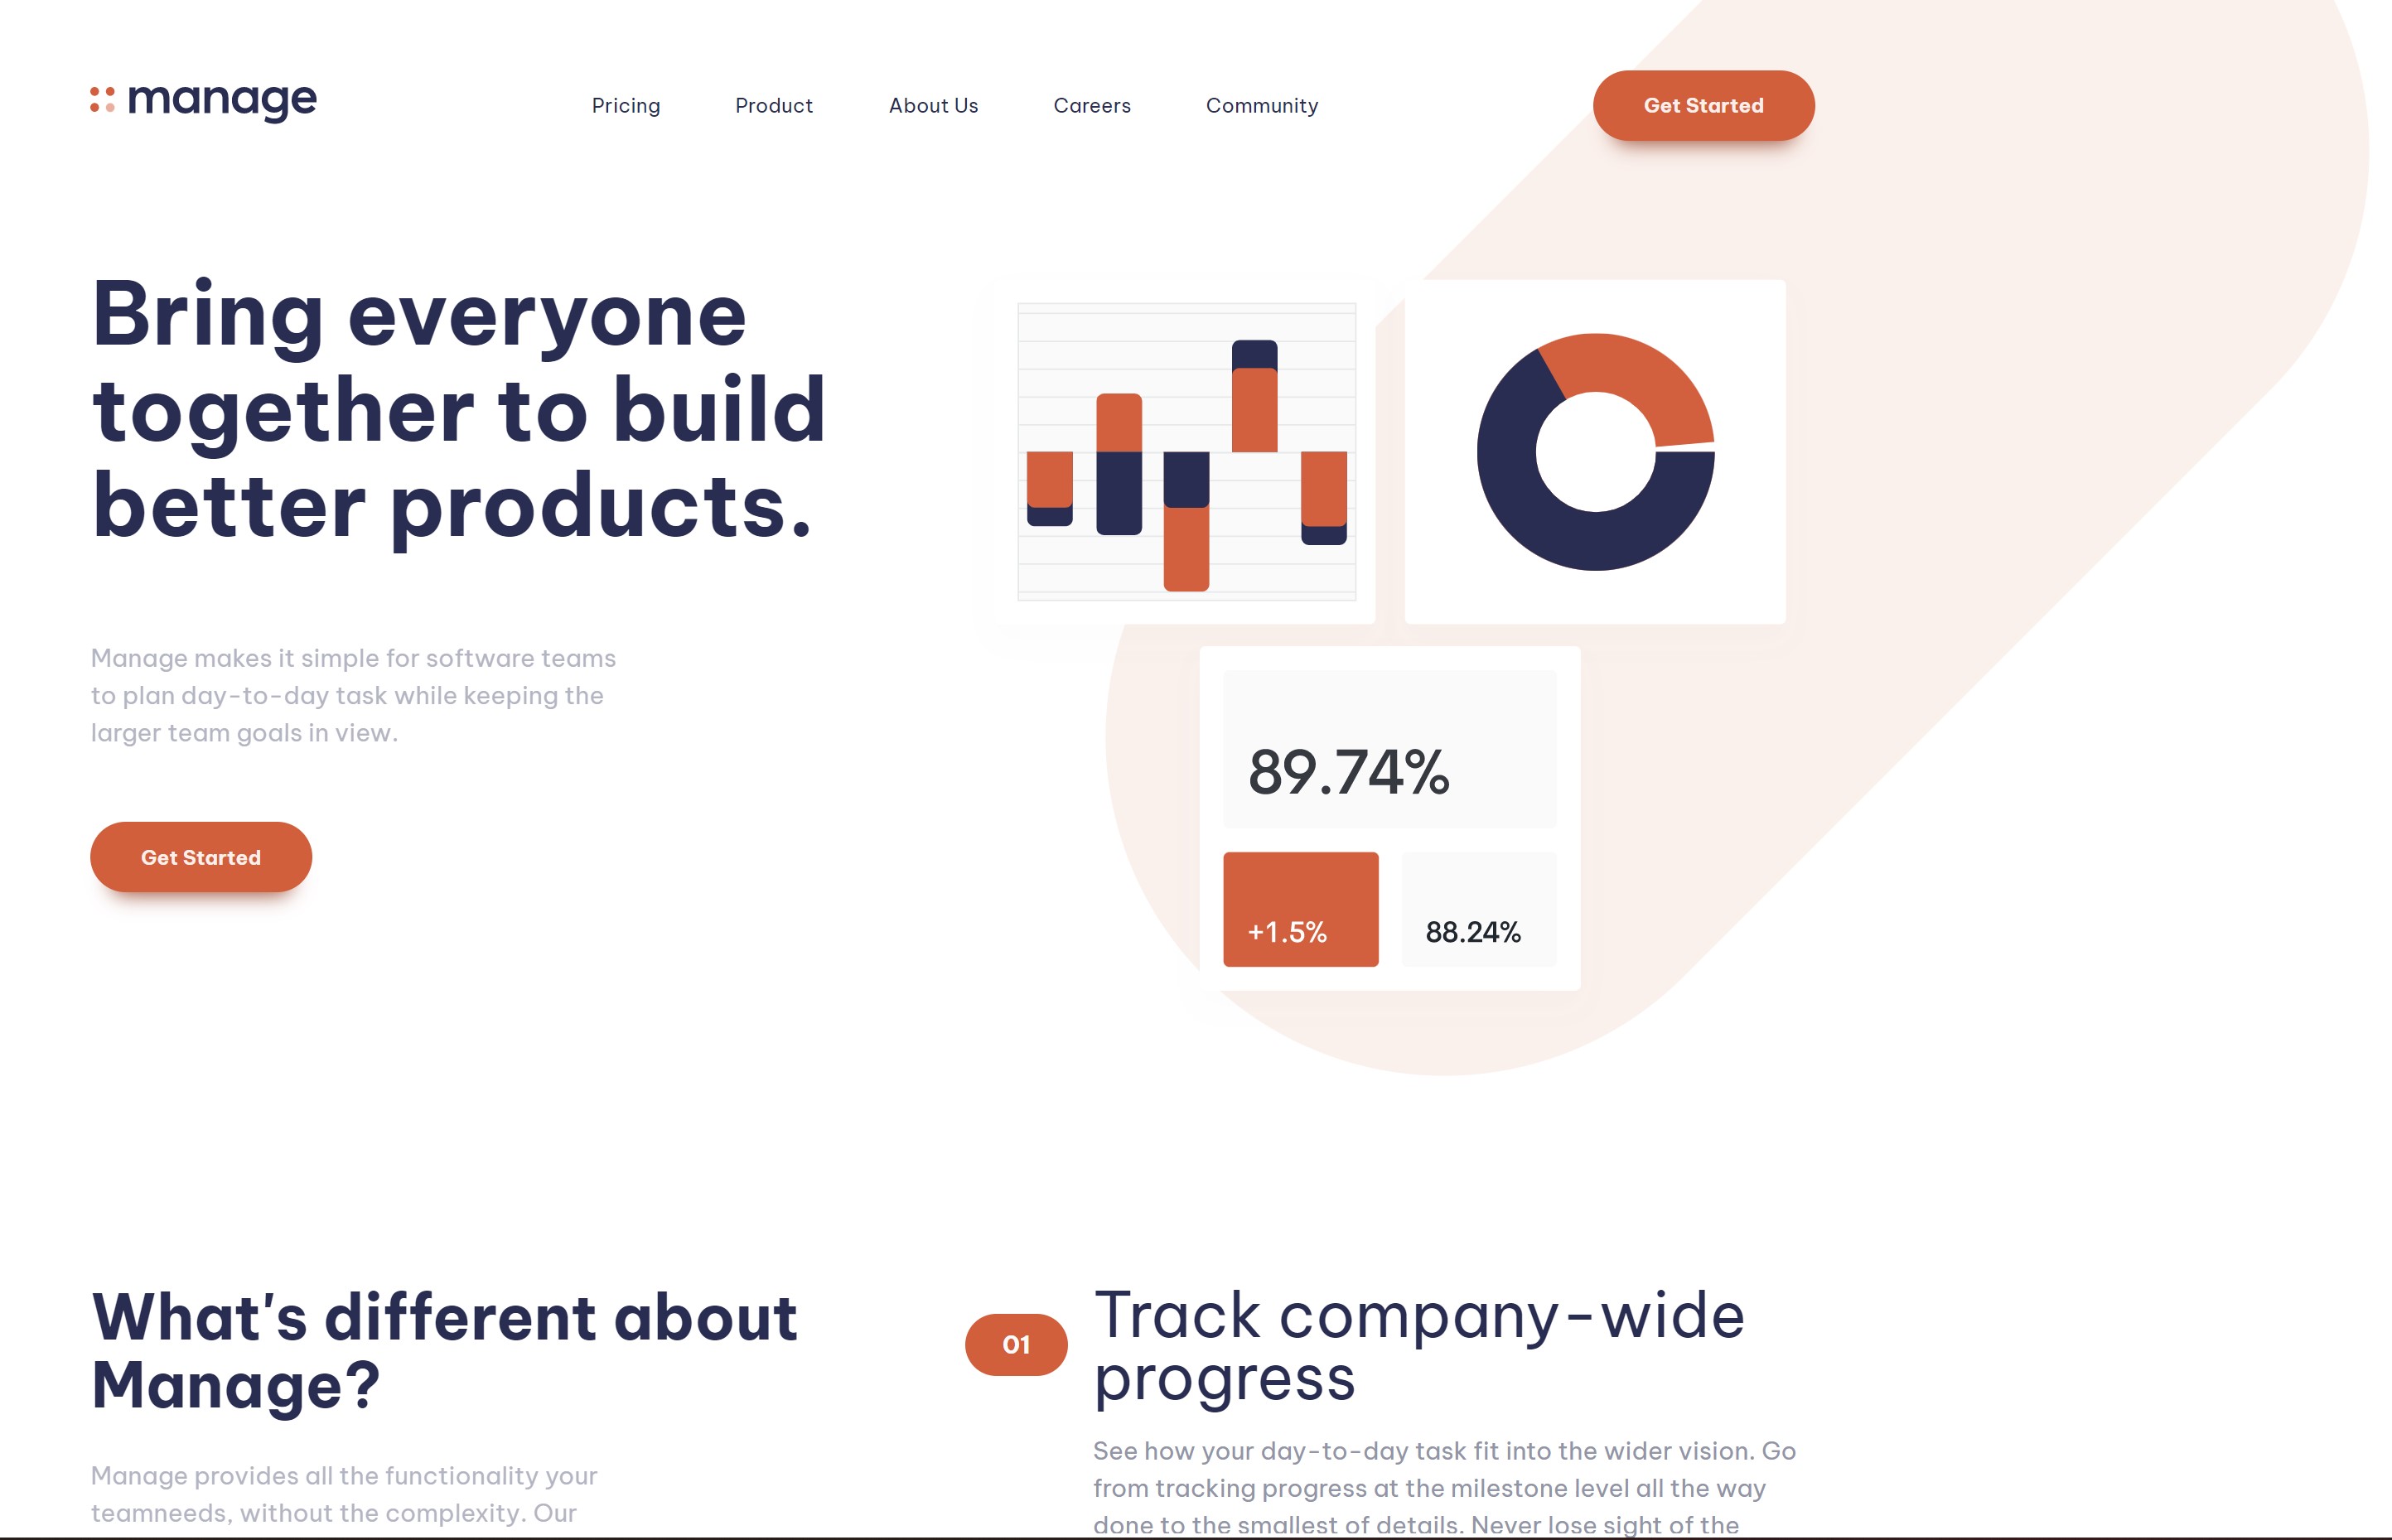 manage
Pricing
Product
About Us
Careers
Community
Get Started
Bring everyone
together to build
better products.
Manage makes it simple for software teams
to plan day-to-day task while keeping the
larger team goals in view.
Get Started
89.74%
+1.5%
88.24%
What's different about
Manage?
Manage provides all the functionality your
teamneeds, without the complexity. Our
01
Track company-wide
progress
See how your day-to-day task fit into the wider vision. Go
from tracking progress at the milestone level all the way
done to the smallest of details. Never lose sight of the